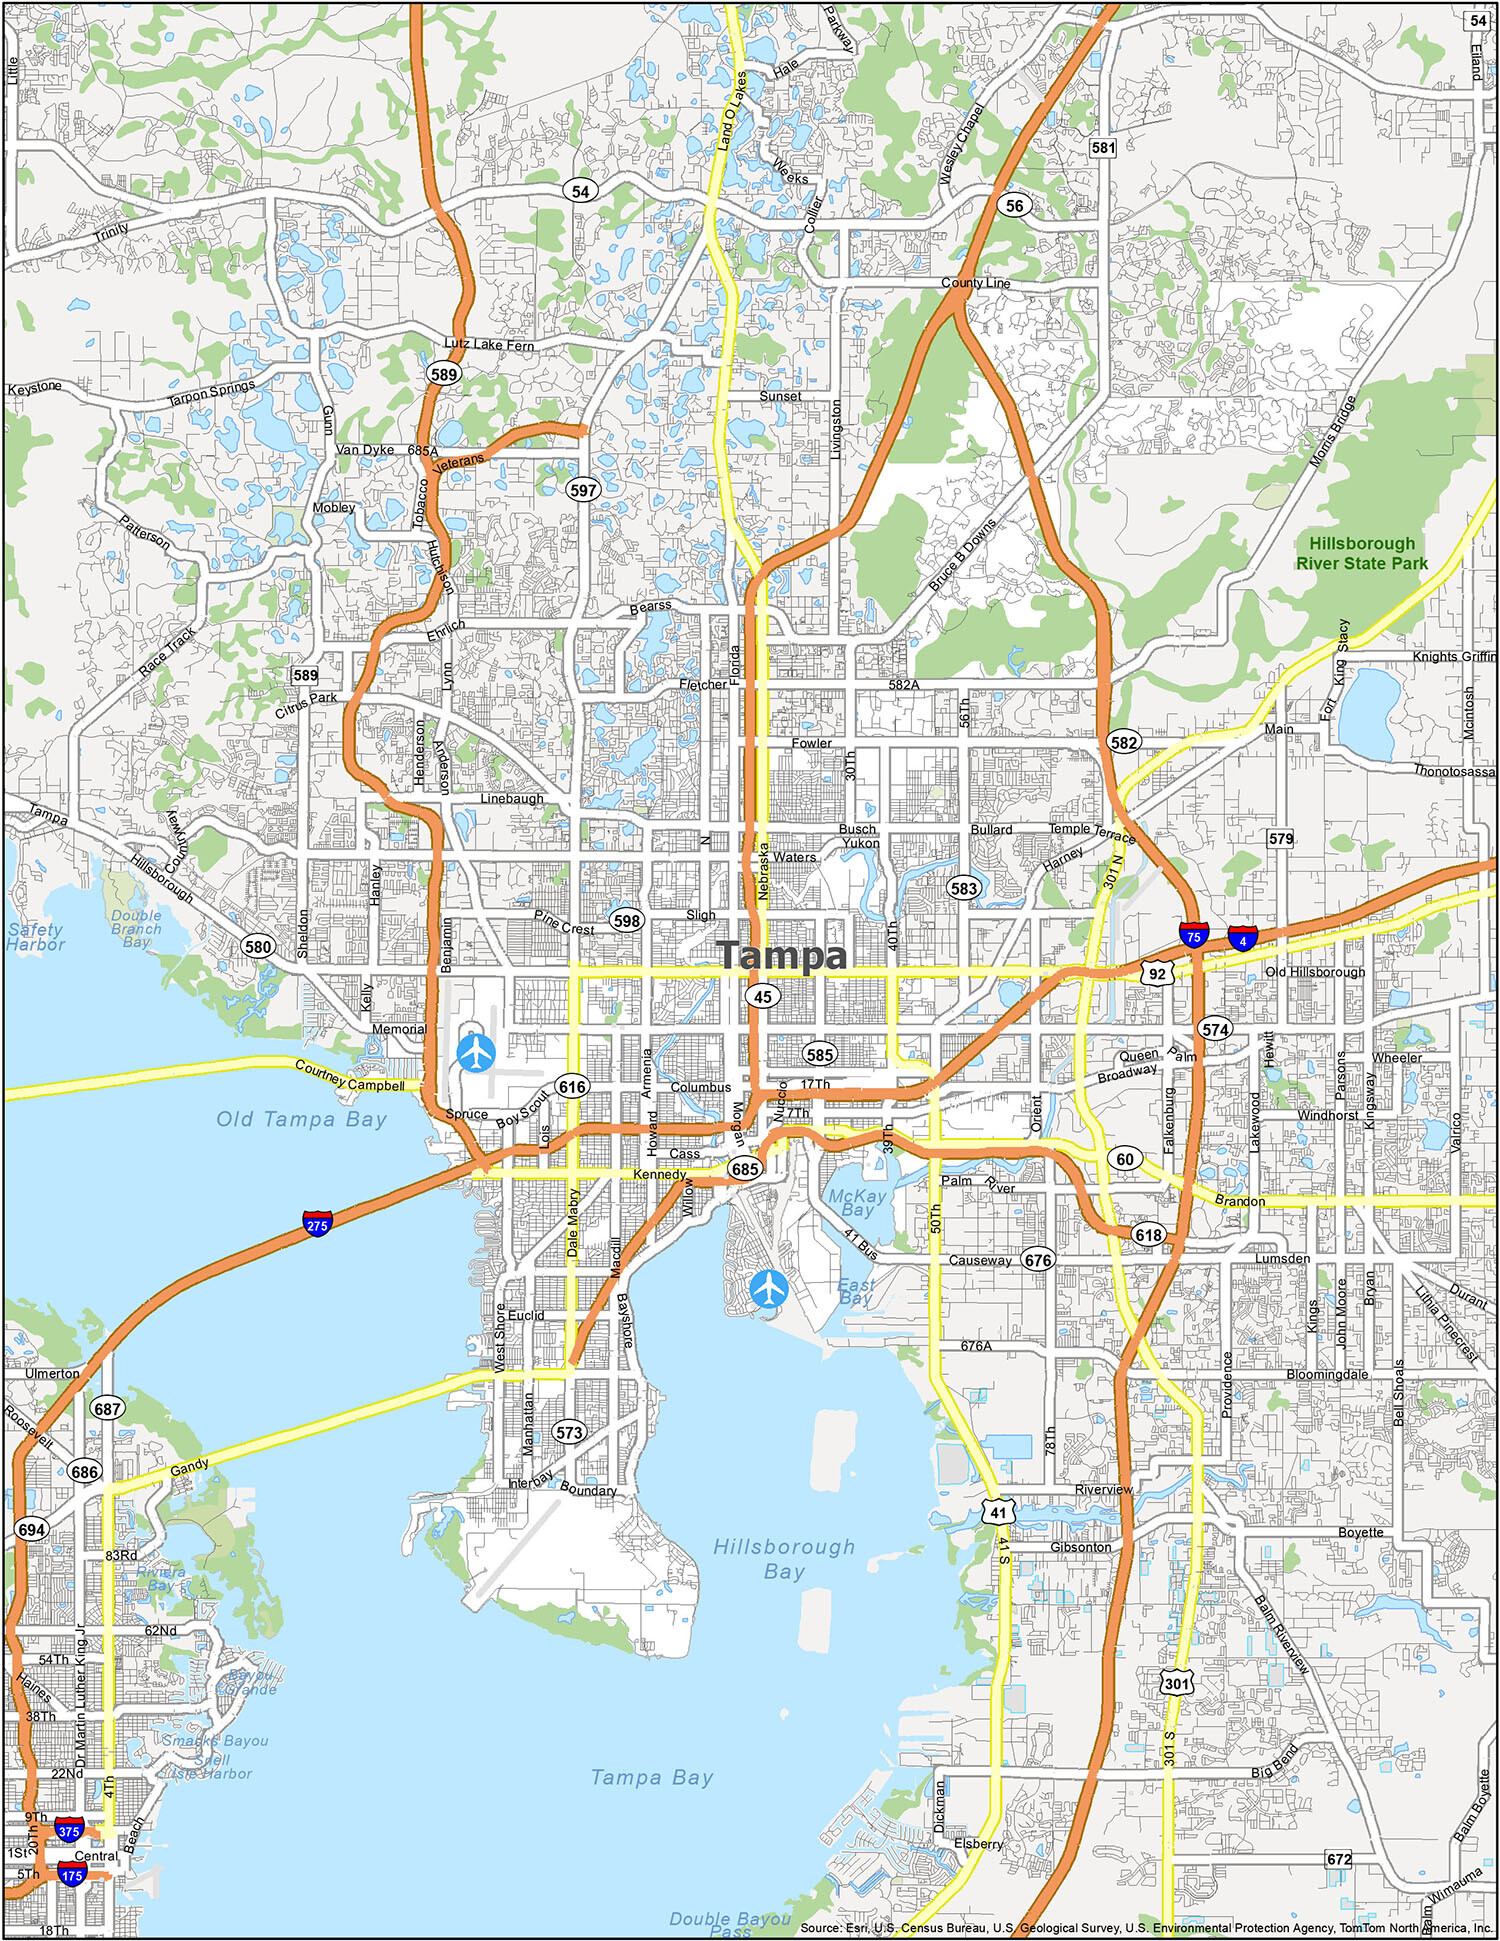 54
Little
Parkway
Hale
Eiland
Land O Lakes
Wesley Chapel
581
Weeks
54
56
Collier
Trinity
County Line
Lutz Lake Fern
589
Keystone
Tarpon Springs
Sunset
Gunn
Livingston
Morris Bridge
Van Dyke
685A
Veterans
597
Tobacco
Mobley
Patterson
Hutchison
Bruce B Downs
Hillsborough
River State Park
Bearss
Ehrlich
Race Track
King Stacy
Knights Griffin
Florida
Lynn
589
Fletcher
582A
Citrus Park
Fort
Mcintosh
56Th
Henderson
Anderson
Fowler
582
Main
30Th
Thonotosassa
Linebaugh
Tampa
Countryway
Busch
Bullard
Temple Terrace
N
Yukon
579
Waters
Harney
Hillsborough
Hanley
Nebraska
301 N
583
Double
Branch
Bay
Sheldon
Pine Crest
598
Sligh
Safety
Harbor
580
Benjamin
40Th
75
4
Tampa
92
Old Hillsborough
Kelly
45
Memorial
574
585
Hewitt
Queen
Palm
Wheeler
Courtney Campbell
616
Armenia
Columbus
17Th
Broadway
Parsons
Kingsway
Old Tampa Bay
Spruce
Boy Scout
Nuccio
7Th
Orient
Falkenburg
Lakewood
Windhorst
Valrico
Lois
Howard
Morgan
39Th
Cass
60
Kennedy
685
Palm
River
Willow
McKay
Bay
Brandon
275
Dale Mabry
50Th
41 Bus
618
Macdill
Causeway
676
Lumsden
East
Bay
Durant
Bryan
West Shore
Euclid
Bayshore
Kings
John Moore
Lithia Pinecrest
676A
Ulmerton
Bloomingdale
Providence
Bell Shoals
687
Roosevelt
Manhattan
573
78Th
Gandy
686
Interbay
Boundary
Riverview
41
694
Boyette
41 S
Gibsonton
Hillsborough
Bay
83Rd
Riviera
Bay
Balm Riverview
62Nd
54Th
Dr Martin Luther King Jr
Haines
Bayou
Grande
301
38Th
Smacks Bayou
Snell
Isle Harbor
301 S
22Nd
4Th
Tampa Bay
Big Bend
Dickman
9Th
375
20Th
Beach
Balm Boyette
1St
Central
Elsberry
672
5Th
175
Wimauma
Double Bayou
Pass
Balm
18Th
Source: Esri, U.S. Census Bureau, U.S. Geological Survey, U.S. Environmental Protection Agency, TomTom North America, Inc.